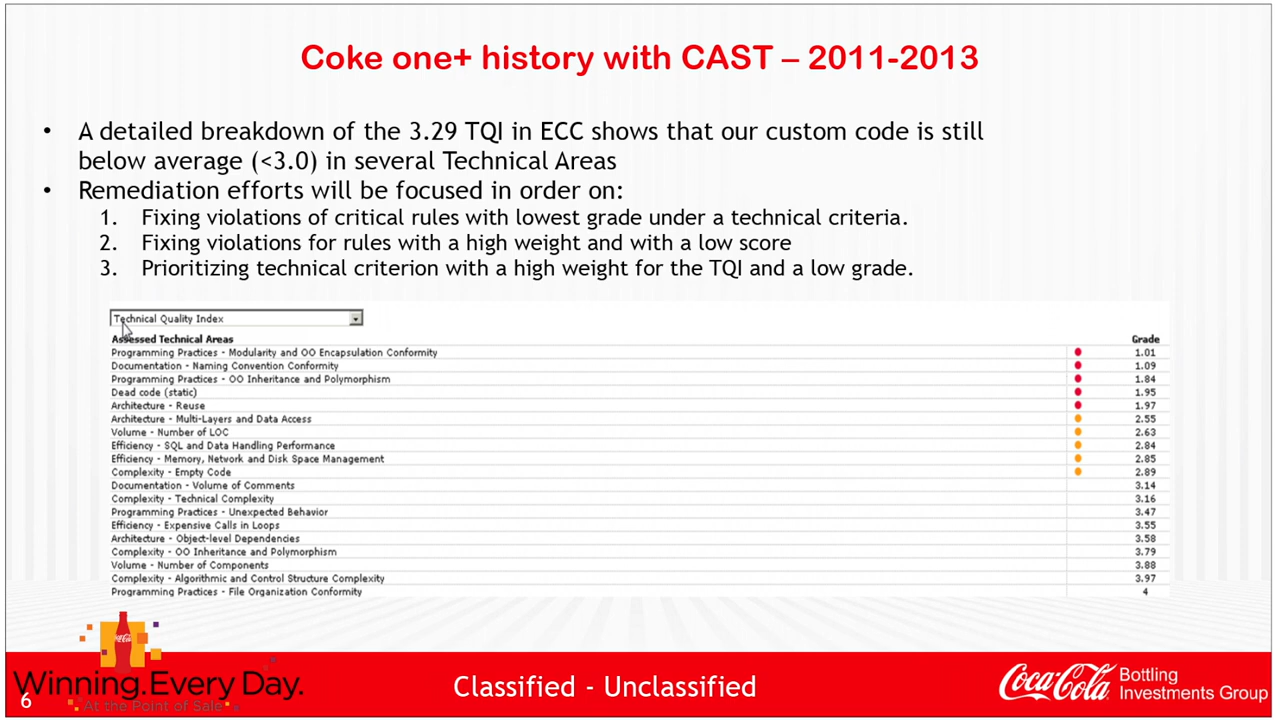 Coke one+ history with CAST – 2011-2013
• A detailed breakdown of the 3.29 TQI in ECC shows that our custom code is still
below average (<3.0) in several Technical Areas
• Remediation efforts will be focused in order on:
1. Fixing violations of critical rules with lowest grade under a technical criteria.
2. Fixing violations for rules with a high weight and with a low score
3. Prioritizing technical criterion with a high weight for the TQI and a low grade.
Technical Quality Index
Assessed Technical Areas Grade
Programming Practices - Modularity and OO Encapsulation Conformity 1.01
Documentation - Naming Convention Conformity 1.09
Programming Practices - OO Inheritance and Polymorphism 1.84
Dead code (static) 1.95
Architecture - Reuse 1.97
Architecture - Multi-Layers and Data Access 2.55
Volume - Number of LOC 2.63
Efficiency - SQL and Data Handling Performance 2.84
Efficiency - Memory, Network and Disk Space Management 2.85
Complexity - Empty Code 2.89
Documentation - Volume of Comments 3.14
Complexity - Technical Complexity 3.16
Programming Practices - Unexpected Behavior 3.47
Efficiency - Expensive Calls in Loops 3.55
Architecture - Object-level Dependencies 3.58
Complexity - OO Inheritance and Polymorphism 3.79
Volume - Number of Components 3.88
Complexity - Algorithmic and Control Structure Complexity 3.97
Programming Practices - File Organization Conformity 4
Winning.Every Day.
At the Point of Sale
6
Classified - Unclassified
Coca-Cola
Bottling
Investments Group